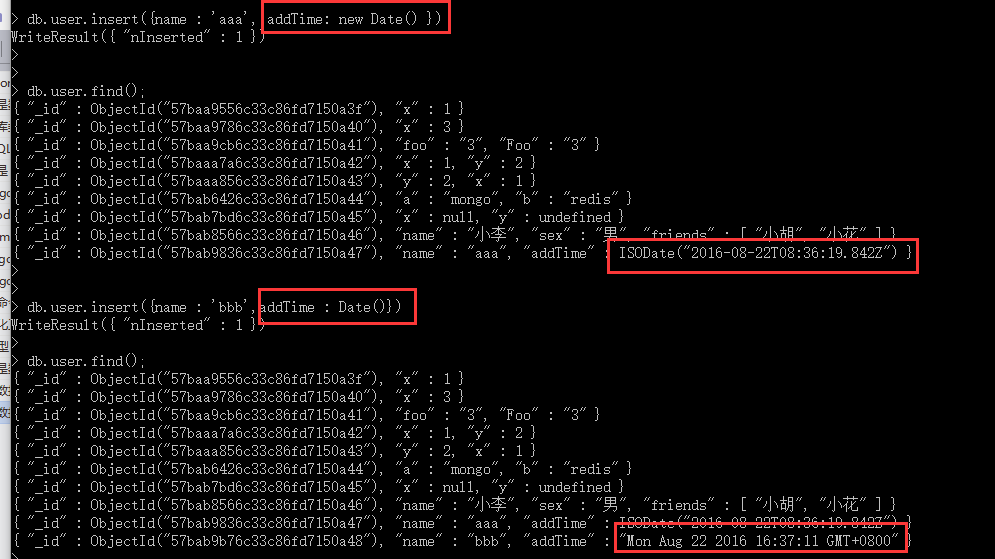 > db.user.insert({name : 'aaa', addTime: new Date() })
WriteResult({ "nInserted" : 1 })
>
>
> db.user.find();
{ "_id" : ObjectId("57baa9556c33c86fd7150a3f"), "x" : 1 }
{ "_id" : ObjectId("57baa9786c33c86fd7150a40"), "x" : 3 }
{ "_id" : ObjectId("57baa9cb6c33c86fd7150a41"), "foo" : "3", "Foo" : "3" }
{ "_id" : ObjectId("57baaa7a6c33c86fd7150a42"), "x" : 1, "y" : 2 }
{ "_id" : ObjectId("57baaa856c33c86fd7150a43"), "y" : 2, "x" : 1 }
{ "_id" : ObjectId("57bab6426c33c86fd7150a44"), "a" : "mongo", "b" : "redis" }
{ "_id" : ObjectId("57bab7bd6c33c86fd7150a45"), "x" : null, "y" : undefined }
{ "_id" : ObjectId("57bab8566c33c86fd7150a46"), "name" : "小李", "sex" : "男", "friends" : [ "小胡", "小花" ] }
{ "_id" : ObjectId("57bab9836c33c86fd7150a47"), "name" : "aaa", "addTime" : ISODate("2016-08-22T08:36:19.842Z") }
>
> db.user.insert({name : 'bbb',addTime : Date()})
WriteResult({ "nInserted" : 1 })
>
> db.user.find();
{ "_id" : ObjectId("57baa9556c33c86fd7150a3f"), "x" : 1 }
{ "_id" : ObjectId("57baa9786c33c86fd7150a40"), "x" : 3 }
{ "_id" : ObjectId("57baa9cb6c33c86fd7150a41"), "foo" : "3", "Foo" : "3" }
{ "_id" : ObjectId("57baaa7a6c33c86fd7150a42"), "x" : 1, "y" : 2 }
{ "_id" : ObjectId("57baaa856c33c86fd7150a43"), "y" : 2, "x" : 1 }
{ "_id" : ObjectId("57bab6426c33c86fd7150a44"), "a" : "mongo", "b" : "redis" }
{ "_id" : ObjectId("57bab7bd6c33c86fd7150a45"), "x" : null, "y" : undefined }
{ "_id" : ObjectId("57bab8566c33c86fd7150a46"), "name" : "小李", "sex" : "男", "friends" : [ "小胡", "小花" ] }
{ "_id" : ObjectId("57bab9836c33c86fd7150a47"), "name" : "aaa", "addTime" : ISODate("2016-08-22T08:36:19.842Z") }
{ "_id" : ObjectId("57bab9b76c33c86fd7150a48"), "name" : "bbb", "addTime" : "Mon Aug 22 2016 16:37:11 GMT+0800" }
>